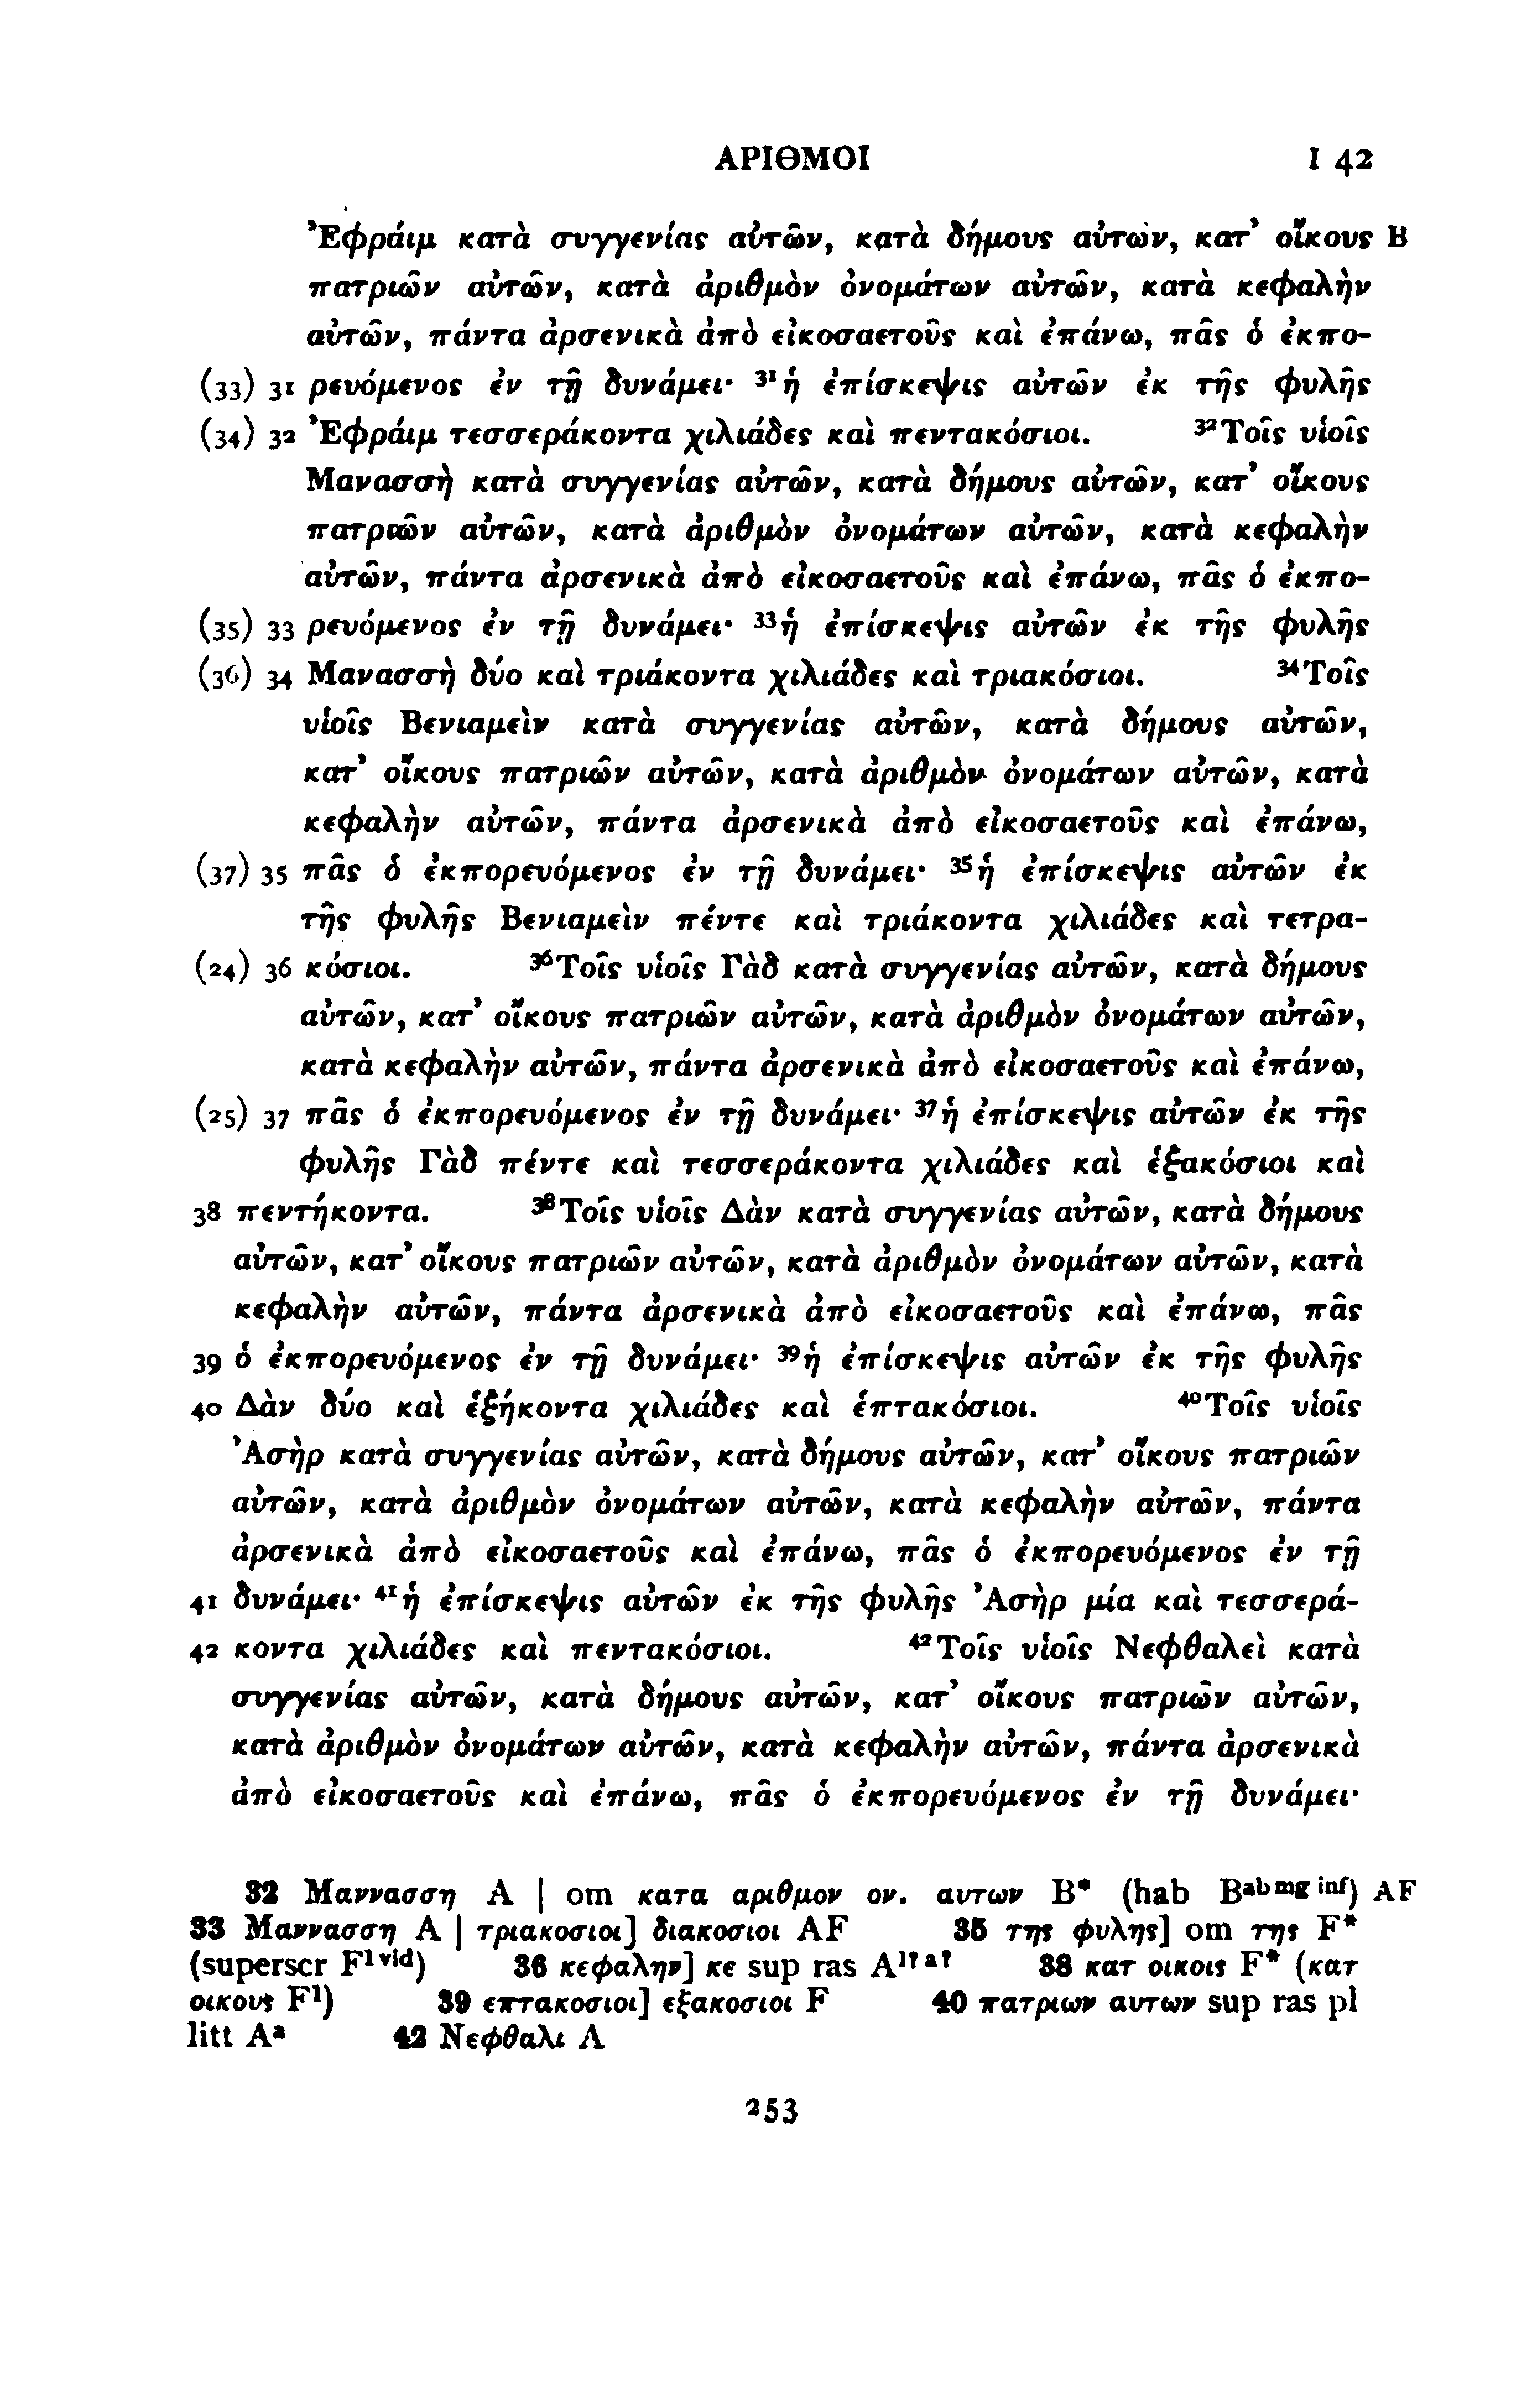 ΑΡΙΘΜΟΙ I 42
Ἐφράιμ κατὰ συγγενίας αὐτῶν, κατὰ δήμους αὐτῶν, κατ᾽ οἴκους B
πατριῶν αὐτῶν, κατὰ ἀριθμὸν ὀνομάτων αὐτῶν, κατὰ κεφαλὴν
αὐτῶν, πάντα ἀρσενικὰ ἀπὸ εἰκοσαετοῦς καὶ ἐπάνω, πᾶς ὁ ἐκπο-
(33) 31 ρευόμενος ἐν τῇ δυνάμει· ³¹ἡ ἐπίσκεψις αὐτῶν ἐκ τῆς φυλῆς
(34) 32 Ἐφράιμ τεσσεράκοντα χιλιάδες καὶ πεντακόσιοι. ³²Τοῖς υἱοῖς
Μανασσὴ κατὰ συγγενίας αὐτῶν, κατὰ δήμους αὐτῶν, κατ᾽ οἴκους
πατριῶν αὐτῶν, κατὰ ἀριθμὸν ὀνομάτων αὐτῶν, κατὰ κεφαλὴν
αὐτῶν, πάντα ἀρσενικὰ ἀπὸ εἰκοσαετοῦς καὶ ἐπάνω, πᾶς ὁ ἐκπο-
(35) 33 ρευόμενος ἐν τῇ δυνάμει· ³³ἡ ἐπίσκεψις αὐτῶν ἐκ τῆς φυλῆς
(36) 34 Μανασσὴ δύο καὶ τριάκοντα χιλιάδες καὶ τριακόσιοι. ³⁴Τοῖς
υἱοῖς Βενιαμεὶν κατὰ συγγενίας αὐτῶν, κατὰ δήμους αὐτῶν,
κατ᾽ οἴκους πατριῶν αὐτῶν, κατὰ ἀριθμὸν ὀνομάτων αὐτῶν, κατὰ
κεφαλὴν αὐτῶν, πάντα ἀρσενικὰ ἀπὸ εἰκοσαετοῦς καὶ ἐπάνω,
(37) 35 πᾶς ὁ ἐκπορευόμενος ἐν τῇ δυνάμει· ³⁵ἡ ἐπίσκεψις αὐτῶν ἐκ
τῆς φυλῆς Βενιαμεὶν πέντε καὶ τριάκοντα χιλιάδες καὶ τετρα-
(24) 36 κόσιοι. ³⁶Τοῖς υἱοῖς Γὰδ κατὰ συγγενίας αὐτῶν, κατὰ δήμους
αὐτῶν, κατ᾽ οἴκους πατριῶν αὐτῶν, κατὰ ἀριθμὸν ὀνομάτων αὐτῶν,
κατὰ κεφαλὴν αὐτῶν, πάντα ἀρσενικὰ ἀπὸ εἰκοσαετοῦς καὶ ἐπάνω,
(25) 37 πᾶς ὁ ἐκπορευόμενος ἐν τῇ δυνάμει· ³⁷ἡ ἐπίσκεψις αὐτῶν ἐκ τῆς
φυλῆς Γὰδ πέντε καὶ τεσσεράκοντα χιλιάδες καὶ ἑξακόσιοι καὶ
38 πεντήκοντα. ³⁸Τοῖς υἱοῖς Δὰν κατὰ συγγενίας αὐτῶν, κατὰ δήμους
αὐτῶν, κατ᾽ οἴκους πατριῶν αὐτῶν, κατὰ ἀριθμὸν ὀνομάτων αὐτῶν, κατὰ
κεφαλὴν αὐτῶν, πάντα ἀρσενικὰ ἀπὸ εἰκοσαετοῦς καὶ ἐπάνω, πᾶς
39 ὁ ἐκπορευόμενος ἐν τῇ δυνάμει· ³⁹ἡ ἐπίσκεψις αὐτῶν ἐκ τῆς φυλῆς
40 Δὰν δύο καὶ ἑξήκοντα χιλιάδες καὶ ἑπτακόσιοι. ⁴⁰Τοῖς υἱοῖς
Ἀσὴρ κατὰ συγγενίας αὐτῶν, κατὰ δήμους αὐτῶν, κατ᾽ οἴκους πατριῶν
αὐτῶν, κατὰ ἀριθμὸν ὀνομάτων αὐτῶν, κατὰ κεφαλὴν αὐτῶν, πάντα
ἀρσενικὰ ἀπὸ εἰκοσαετοῦς καὶ ἐπάνω, πᾶς ὁ ἐκπορευόμενος ἐν τῇ
41 δυνάμει· ⁴¹ἡ ἐπίσκεψις αὐτῶν ἐκ τῆς φυλῆς Ἀσὴρ μία καὶ τεσσερά-
42 κοντα χιλιάδες καὶ πεντακόσιοι. ⁴²Τοῖς υἱοῖς Νεφθαλεὶ κατὰ
συγγενίας αὐτῶν, κατὰ δήμους αὐτῶν, κατ᾽ οἴκους πατριῶν αὐτῶν,
κατὰ ἀριθμὸν ὀνομάτων αὐτῶν, κατὰ κεφαλὴν αὐτῶν, πάντα ἀρσενικὰ
ἀπὸ εἰκοσαετοῦς καὶ ἐπάνω, πᾶς ὁ ἐκπορευόμενος ἐν τῇ δυνάμει·
32 Μαννασση A | om κατα αριθμον ον. αυτων B* (hab Bᵃᵇ ᵐᵍ ⁱⁿᶠ) AF
33 Μαννασση A | τριακοσιοι] διακοσιοι AF 35 της φυλης] om της F*
(superscr F¹ ᵛⁱᵈ) 36 κεφαλην] κε sup ras A¹ˀ ᵃˀ 38 κατ οικοις F* (κατ
οικους F¹) 39 επτακοσιοι] εξακοσιοι F 40 πατριων αυτων sup ras pl
litt Aᵃ 42 Νεφθαλι A
253